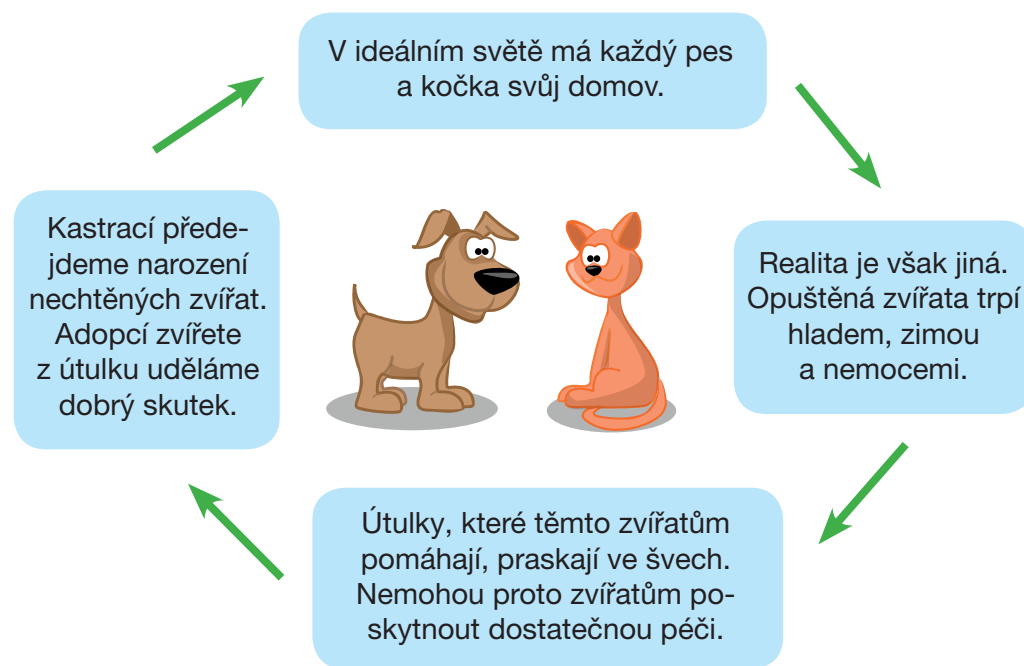 V ideálním světě má každý pes
a kočka svůj domov.
Realita je však jiná.
Opuštěná zvířata trpí
hladem, zimou
a nemocemi.
Útulky, které těmto zvířatům
pomáhají, praskají ve švech.
Nemohou proto zvířatům po-
skytnout dostatečnou péči.
Kastrací přede-
jdeme narození
nechtěných zvířat.
Adopcí zvířete
z útulku uděláme
dobrý skutek.